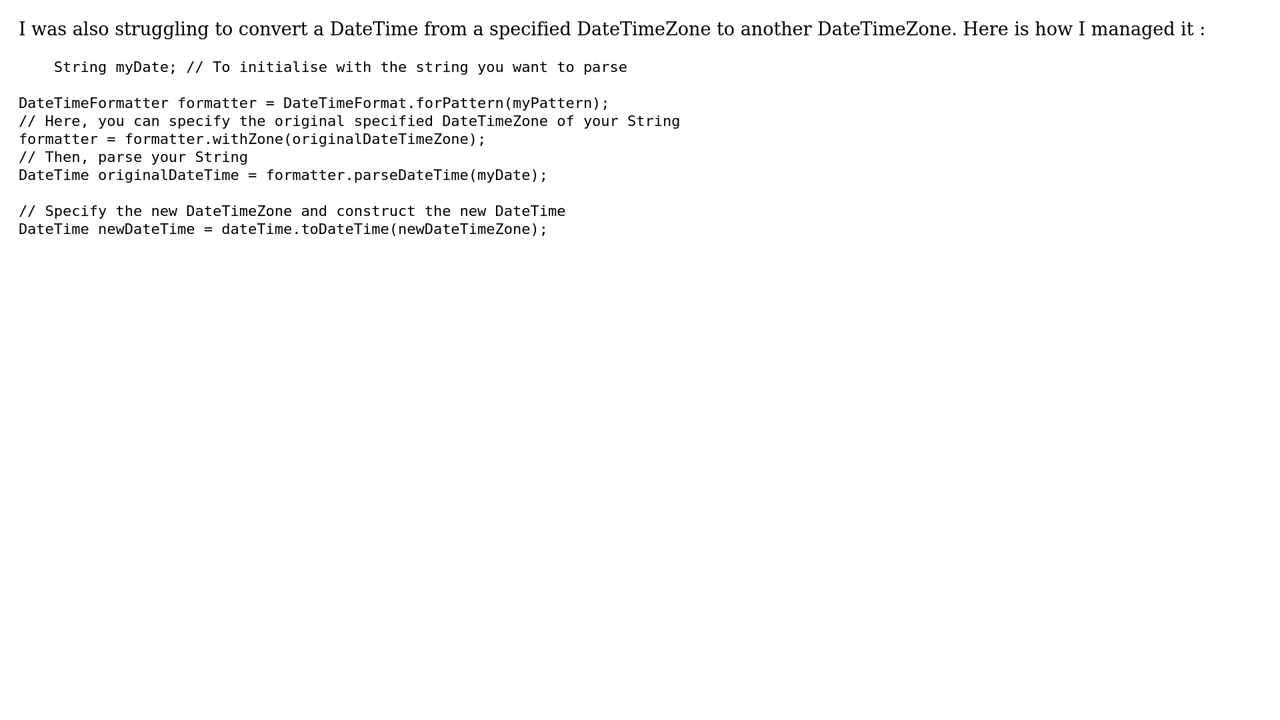 I was also struggling to convert a DateTime from a specified DateTimeZone to another DateTimeZone. Here is how I managed it :
String myDate; // To initialise with the string you want to parse
DateTimeFormatter formatter = DateTimeFormat.forPattern(myPattern);
// Here, you can specify the original specified DateTimeZone of your String
formatter = formatter.withZone(originalDateTimeZone);
// Then, parse your String
DateTime originalDateTime = formatter.parseDateTime(myDate);
// Specify the new DateTimeZone and construct the new DateTime
DateTime newDateTime = dateTime.toDateTime(newDateTimeZone);